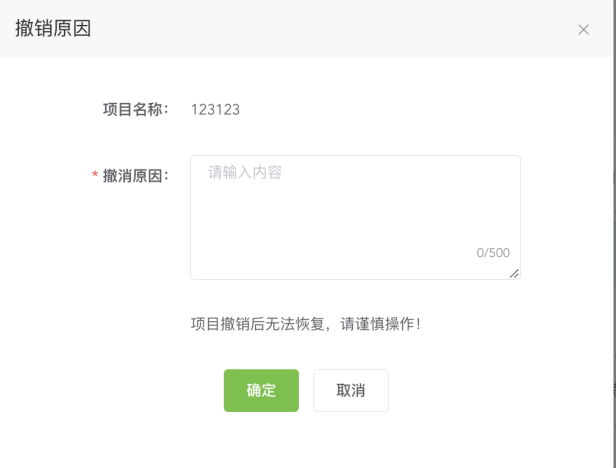 撤销原因
项目名称： 123123
* 撤消原因： 请输入内容
0/500
项目撤销后无法恢复，请谨慎操作！
确定 取消